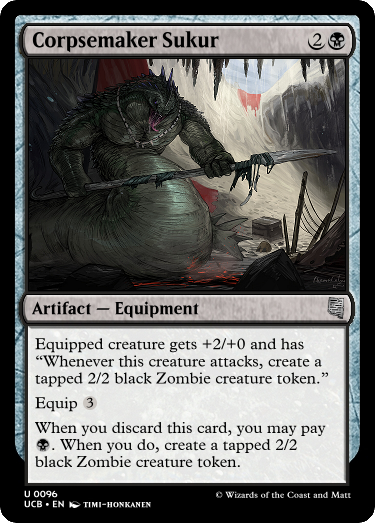 Corpsemaker Sukur 2
Artifact — Equipment
Equipped creature gets +2/+0 and has
“Whenever this creature attacks, create a
tapped 2/2 black Zombie creature token.”
Equip 3
When you discard this card, you may pay
. When you do, create a tapped 2/2
black Zombie creature token.
U 0096
UCB • EN TIMI-HONKANEN
© Wizards of the Coast and Matt